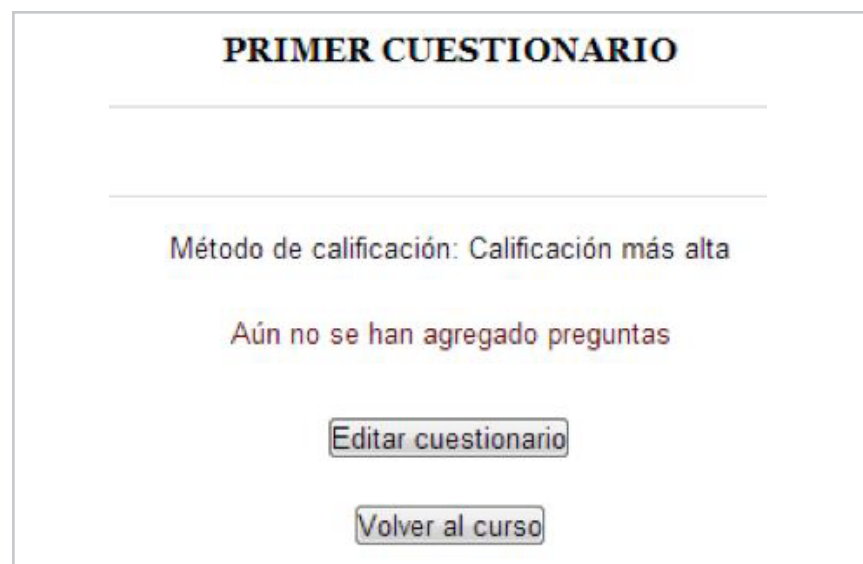 PRIMER CUESTIONARIO
Método de calificación: Calificación más alta
Aún no se han agregado preguntas
Editar cuestionario
Volver al curso